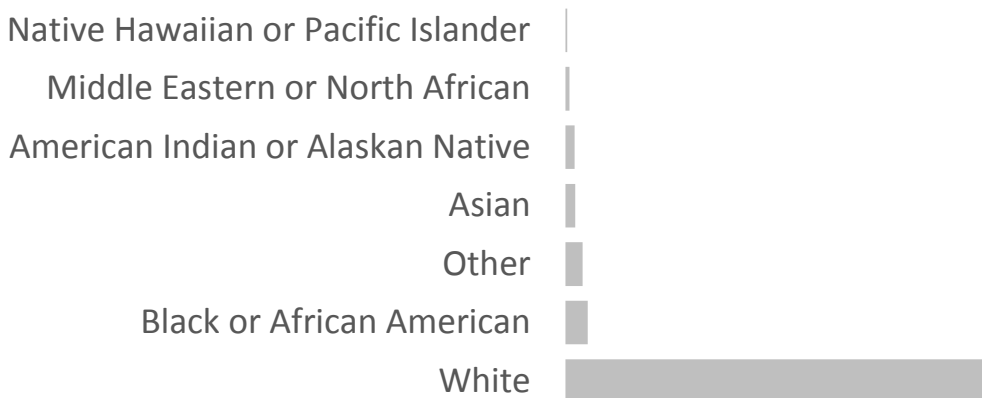 Native Hawaiian or Pacific Islander
Middle Eastern or North African
American Indian or Alaskan Native
Asian
Other
Black or African American
White